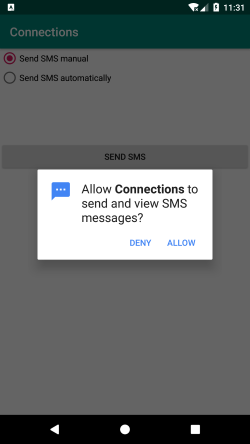 11:31
Connections
Send SMS manual
Send SMS automatically
SEND SMS
Allow Connections to
send and view SMS
messages?
DENY ALLOW